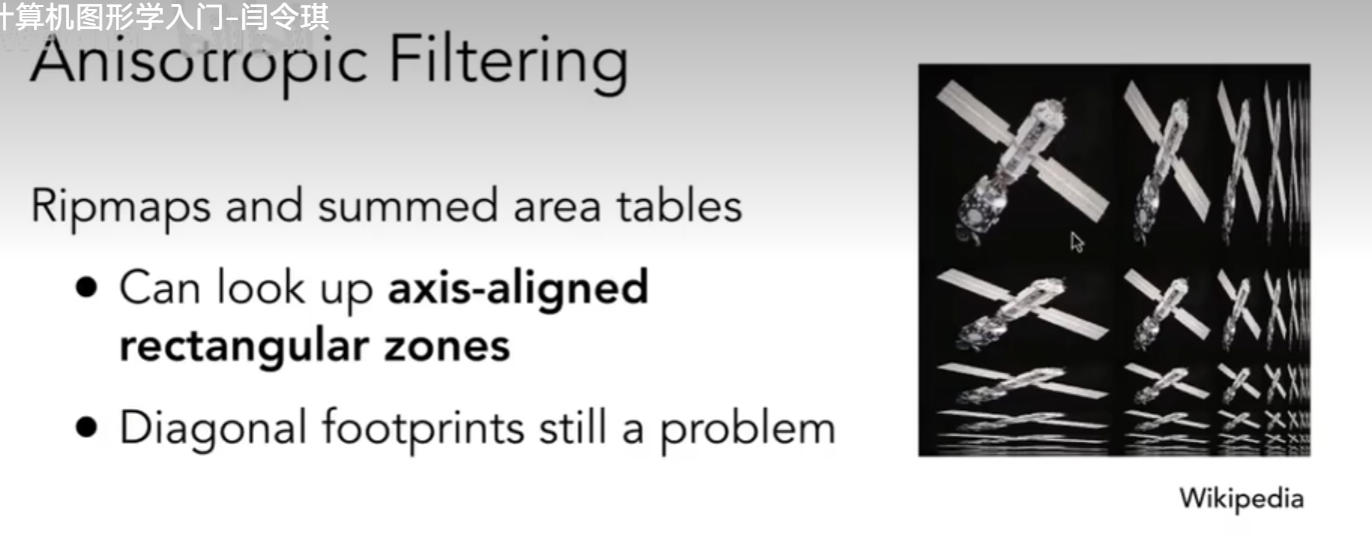 计算机图形学入门-闫令琪
Anisotropic Filtering
Ripmaps and summed area tables
• Can look up axis-aligned
rectangular zones
• Diagonal footprints still a problem
Wikipedia